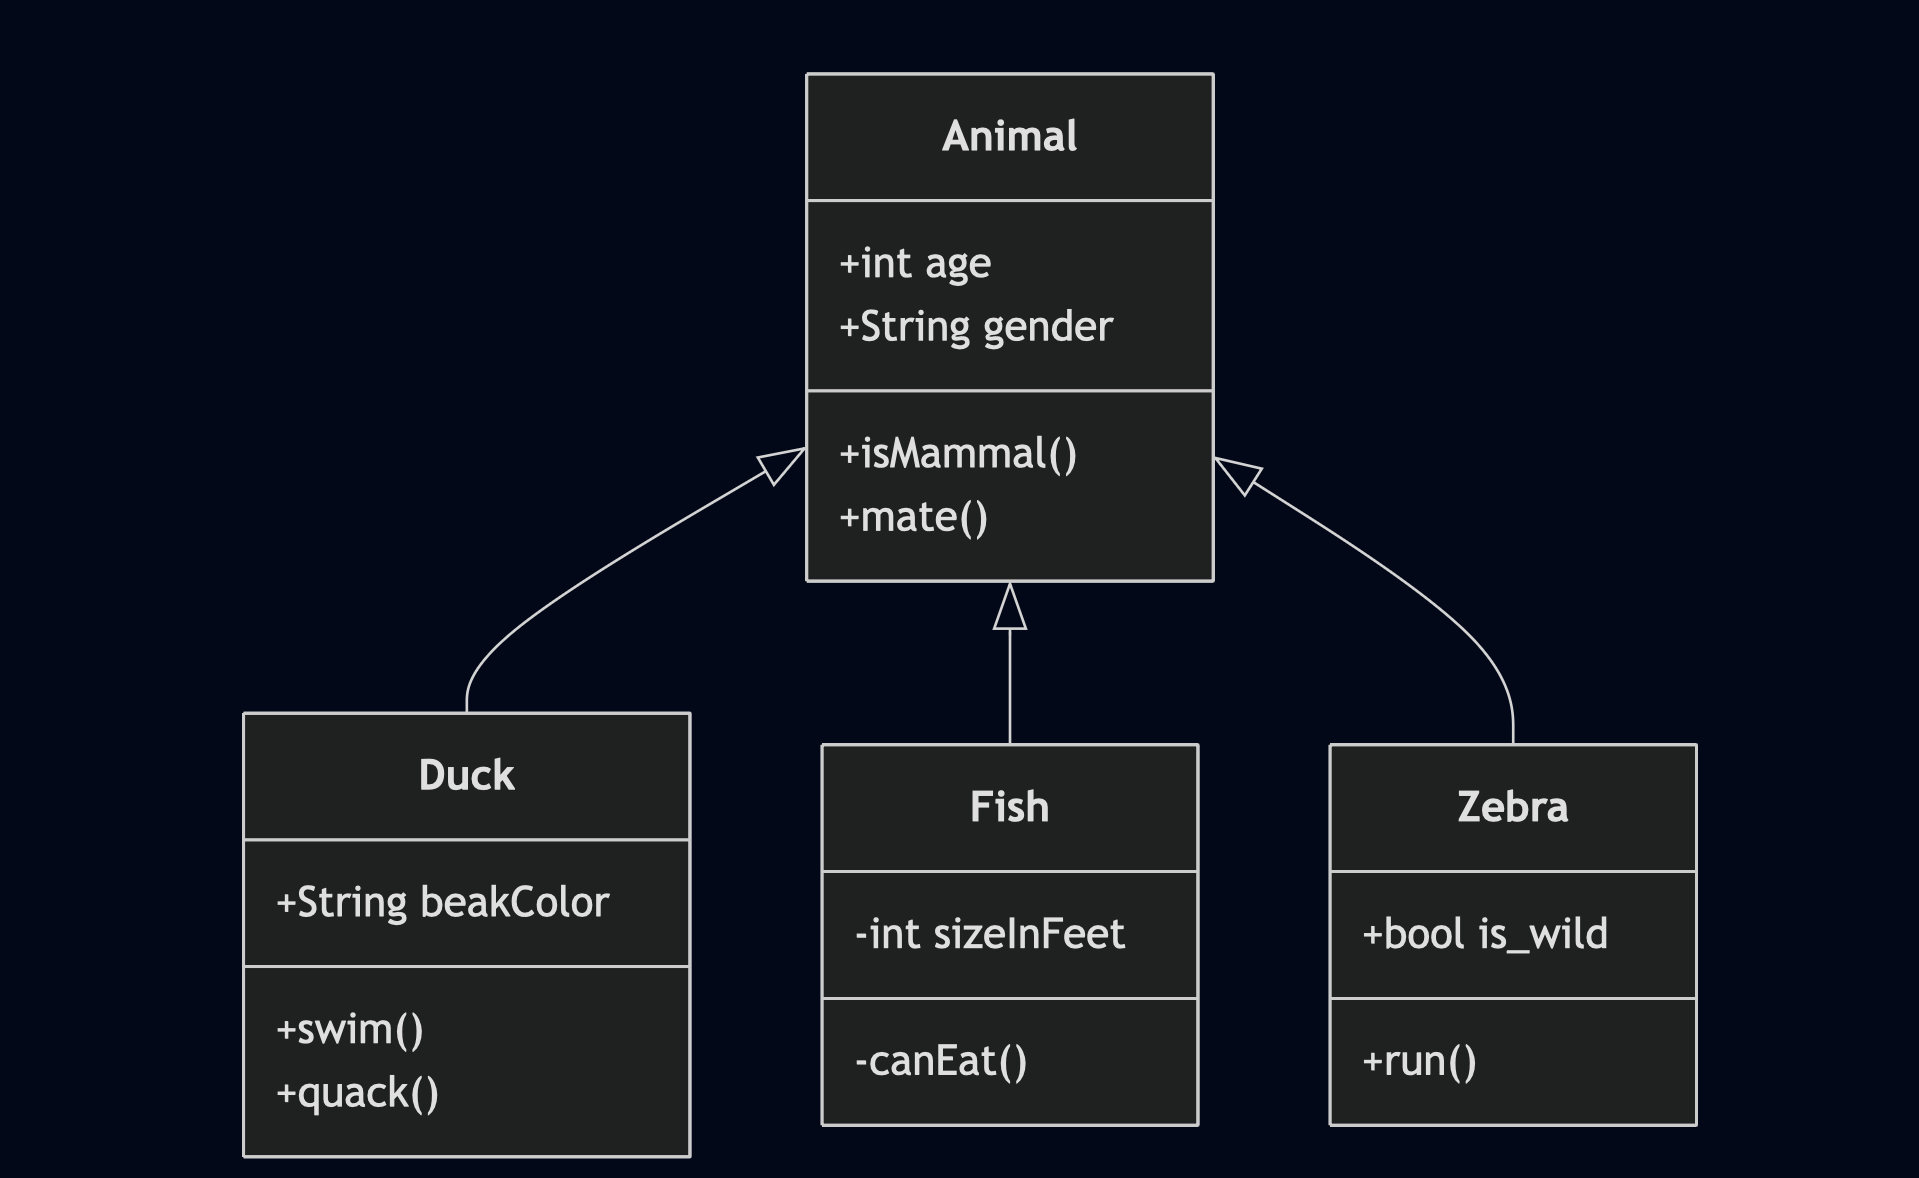 Animal
+int age
+String gender
+isMammal()
+mate()
Duck
+String beakColor
+swim()
+quack()
Fish
-int sizeInFeet
-canEat()
Zebra
+bool is_wild
+run()